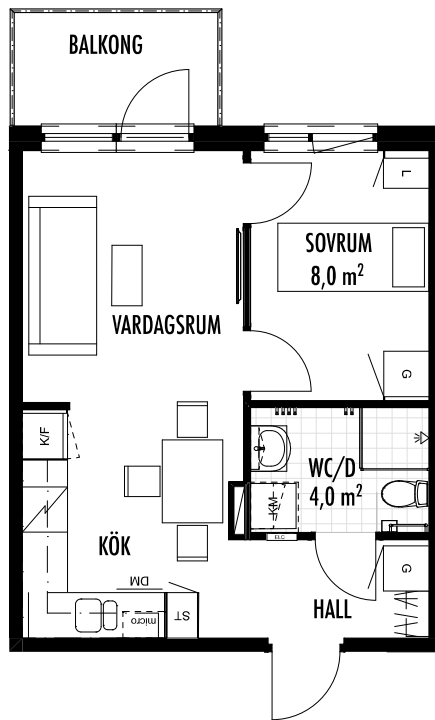 BALKONG
L
SOVRUM
8,0 m²
VARDAGSRUM
G
K/F
WC/D
4,0 m²
KM
ELC
KÖK
DM
G
HALL
micro
ST